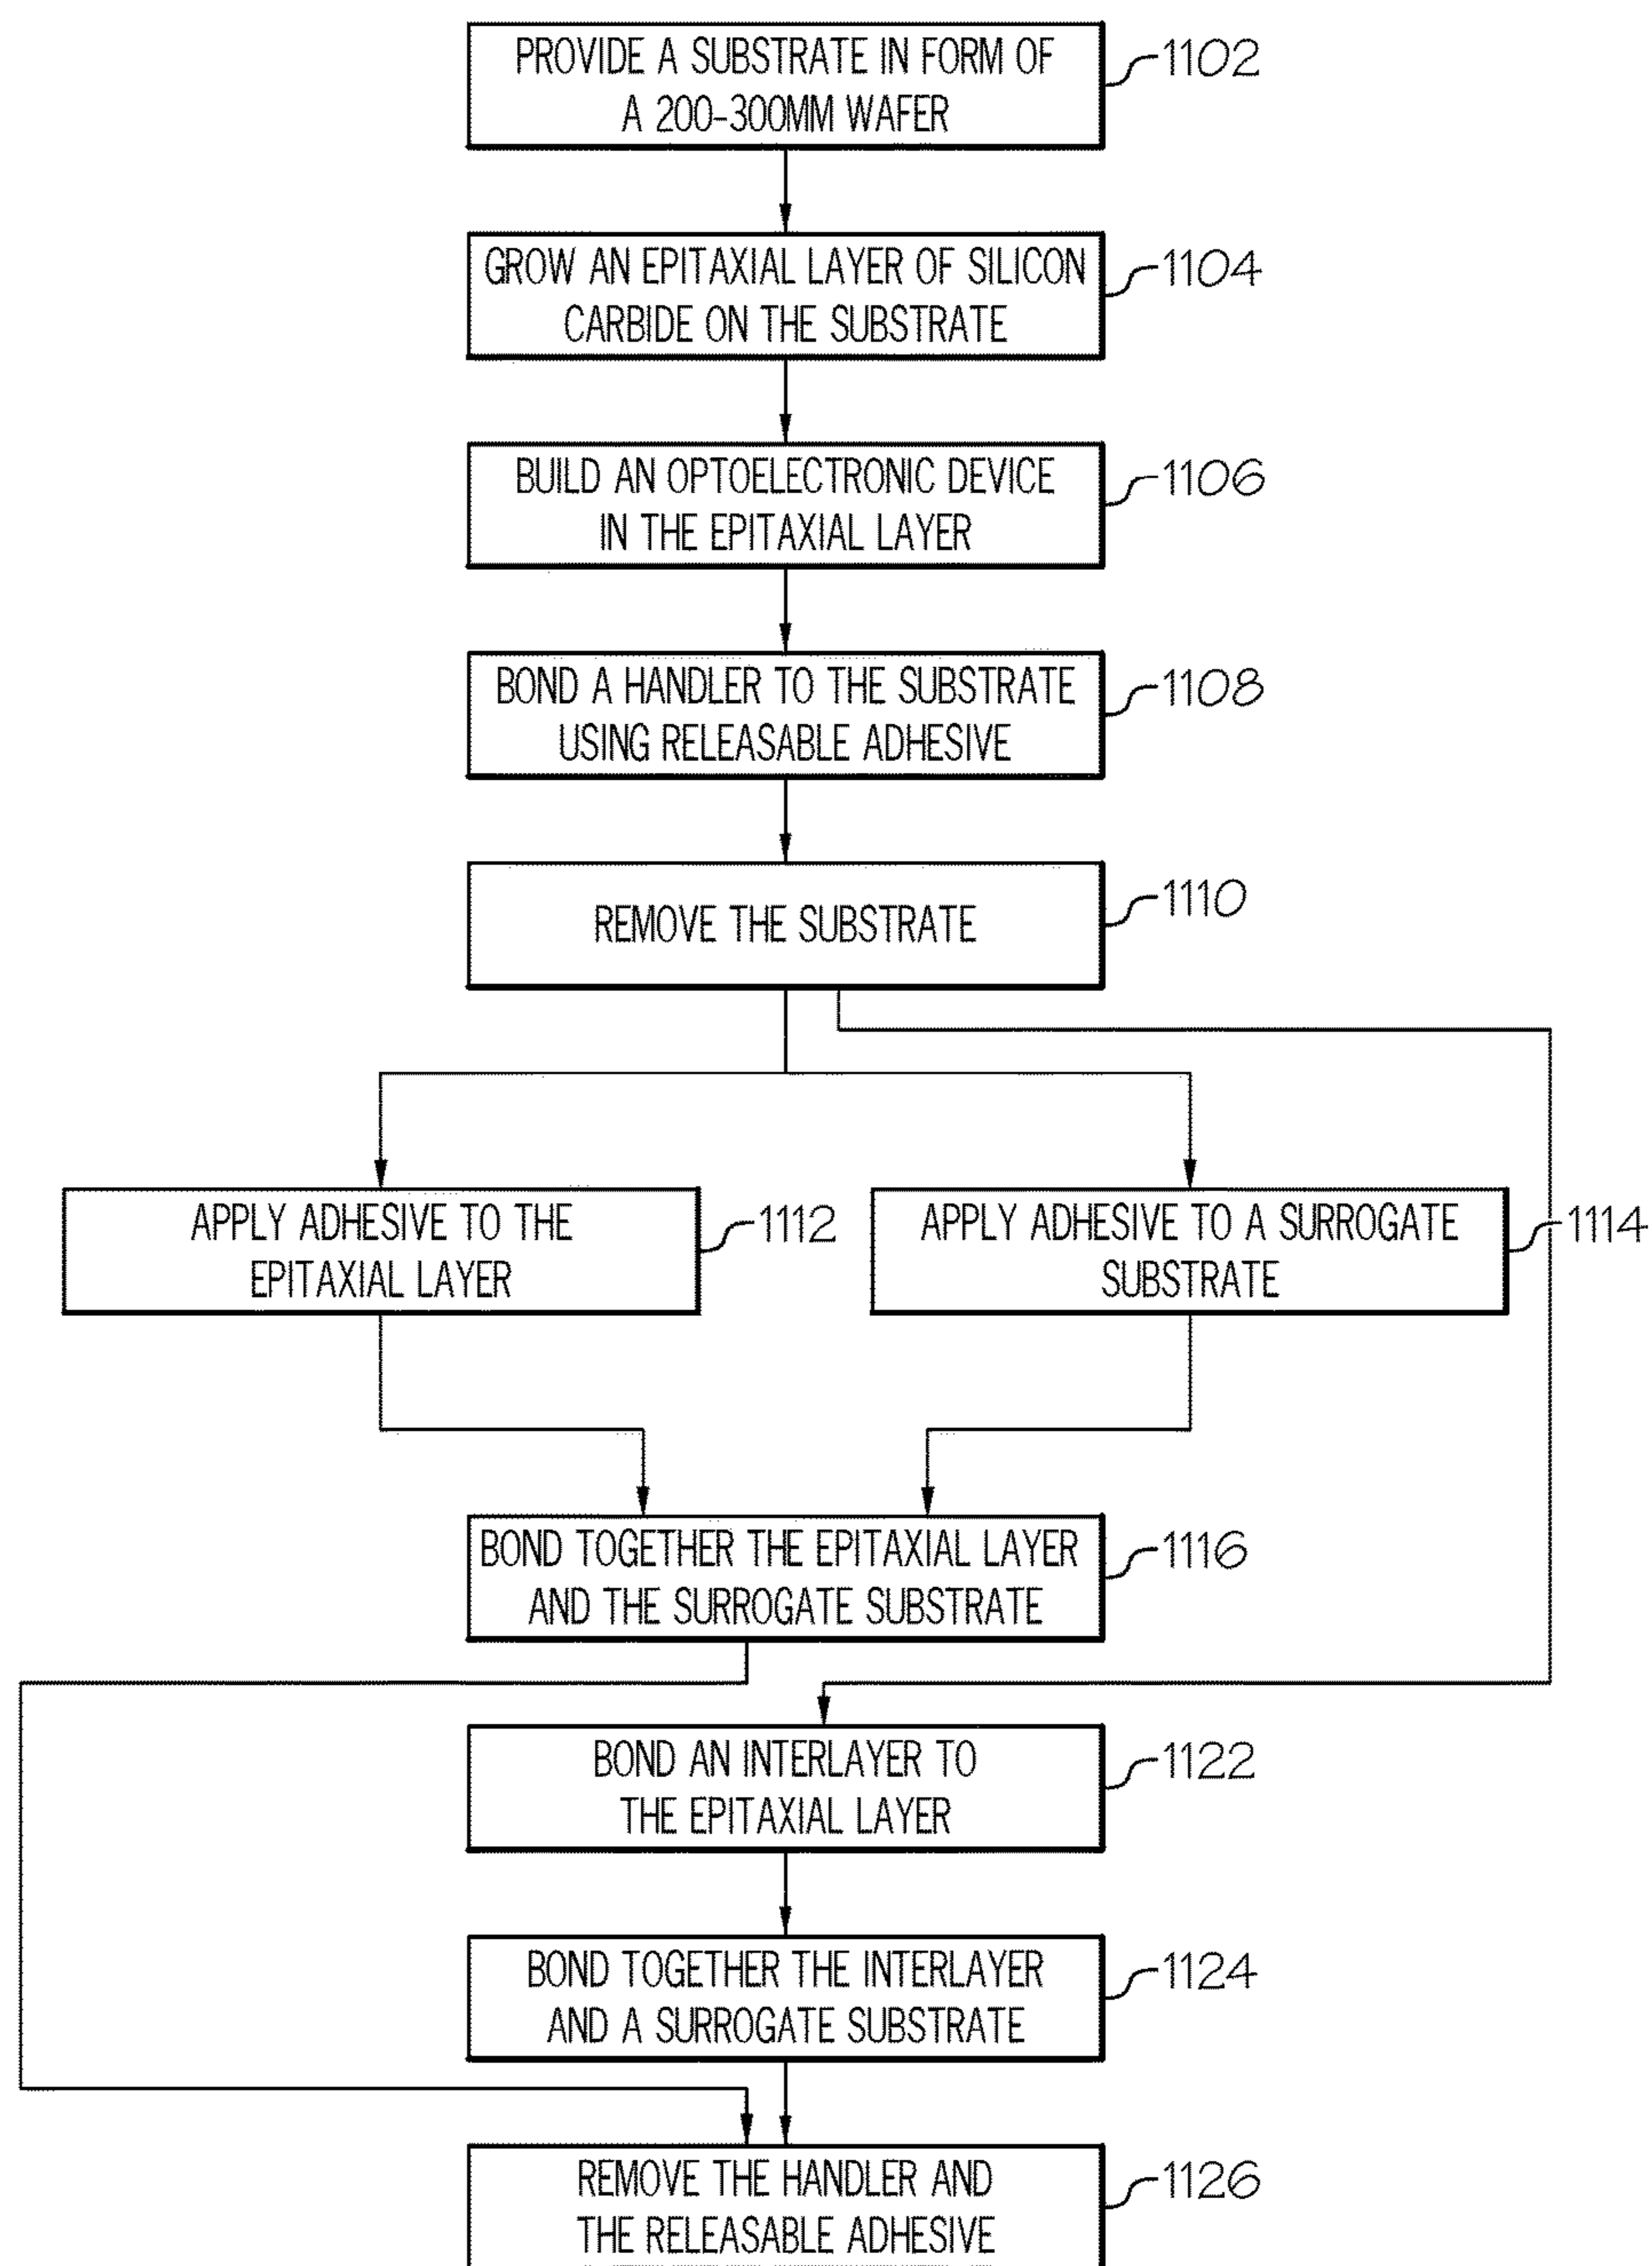 PROVIDE A SUBSTRATE IN FORM OF
A 200-300MM WAFER
1102
GROW AN EPITAXIAL LAYER OF SILICON
CARBIDE ON THE SUBSTRATE
1104
BUILD AN OPTOELECTRONIC DEVICE
IN THE EPITAXIAL LAYER
1106
BOND A HANDLER TO THE SUBSTRATE
USING RELEASABLE ADHESIVE
1108
REMOVE THE SUBSTRATE
1110
APPLY ADHESIVE TO THE
EPITAXIAL LAYER
1112
APPLY ADHESIVE TO A SURROGATE
SUBSTRATE
1114
BOND TOGETHER THE EPITAXIAL LAYER
AND THE SURROGATE SUBSTRATE
1116
BOND AN INTERLAYER TO
THE EPITAXIAL LAYER
1122
BOND TOGETHER THE INTERLAYER
AND A SURROGATE SUBSTRATE
1124
REMOVE THE HANDLER AND
THE RELEASABLE ADHESIVE
1126